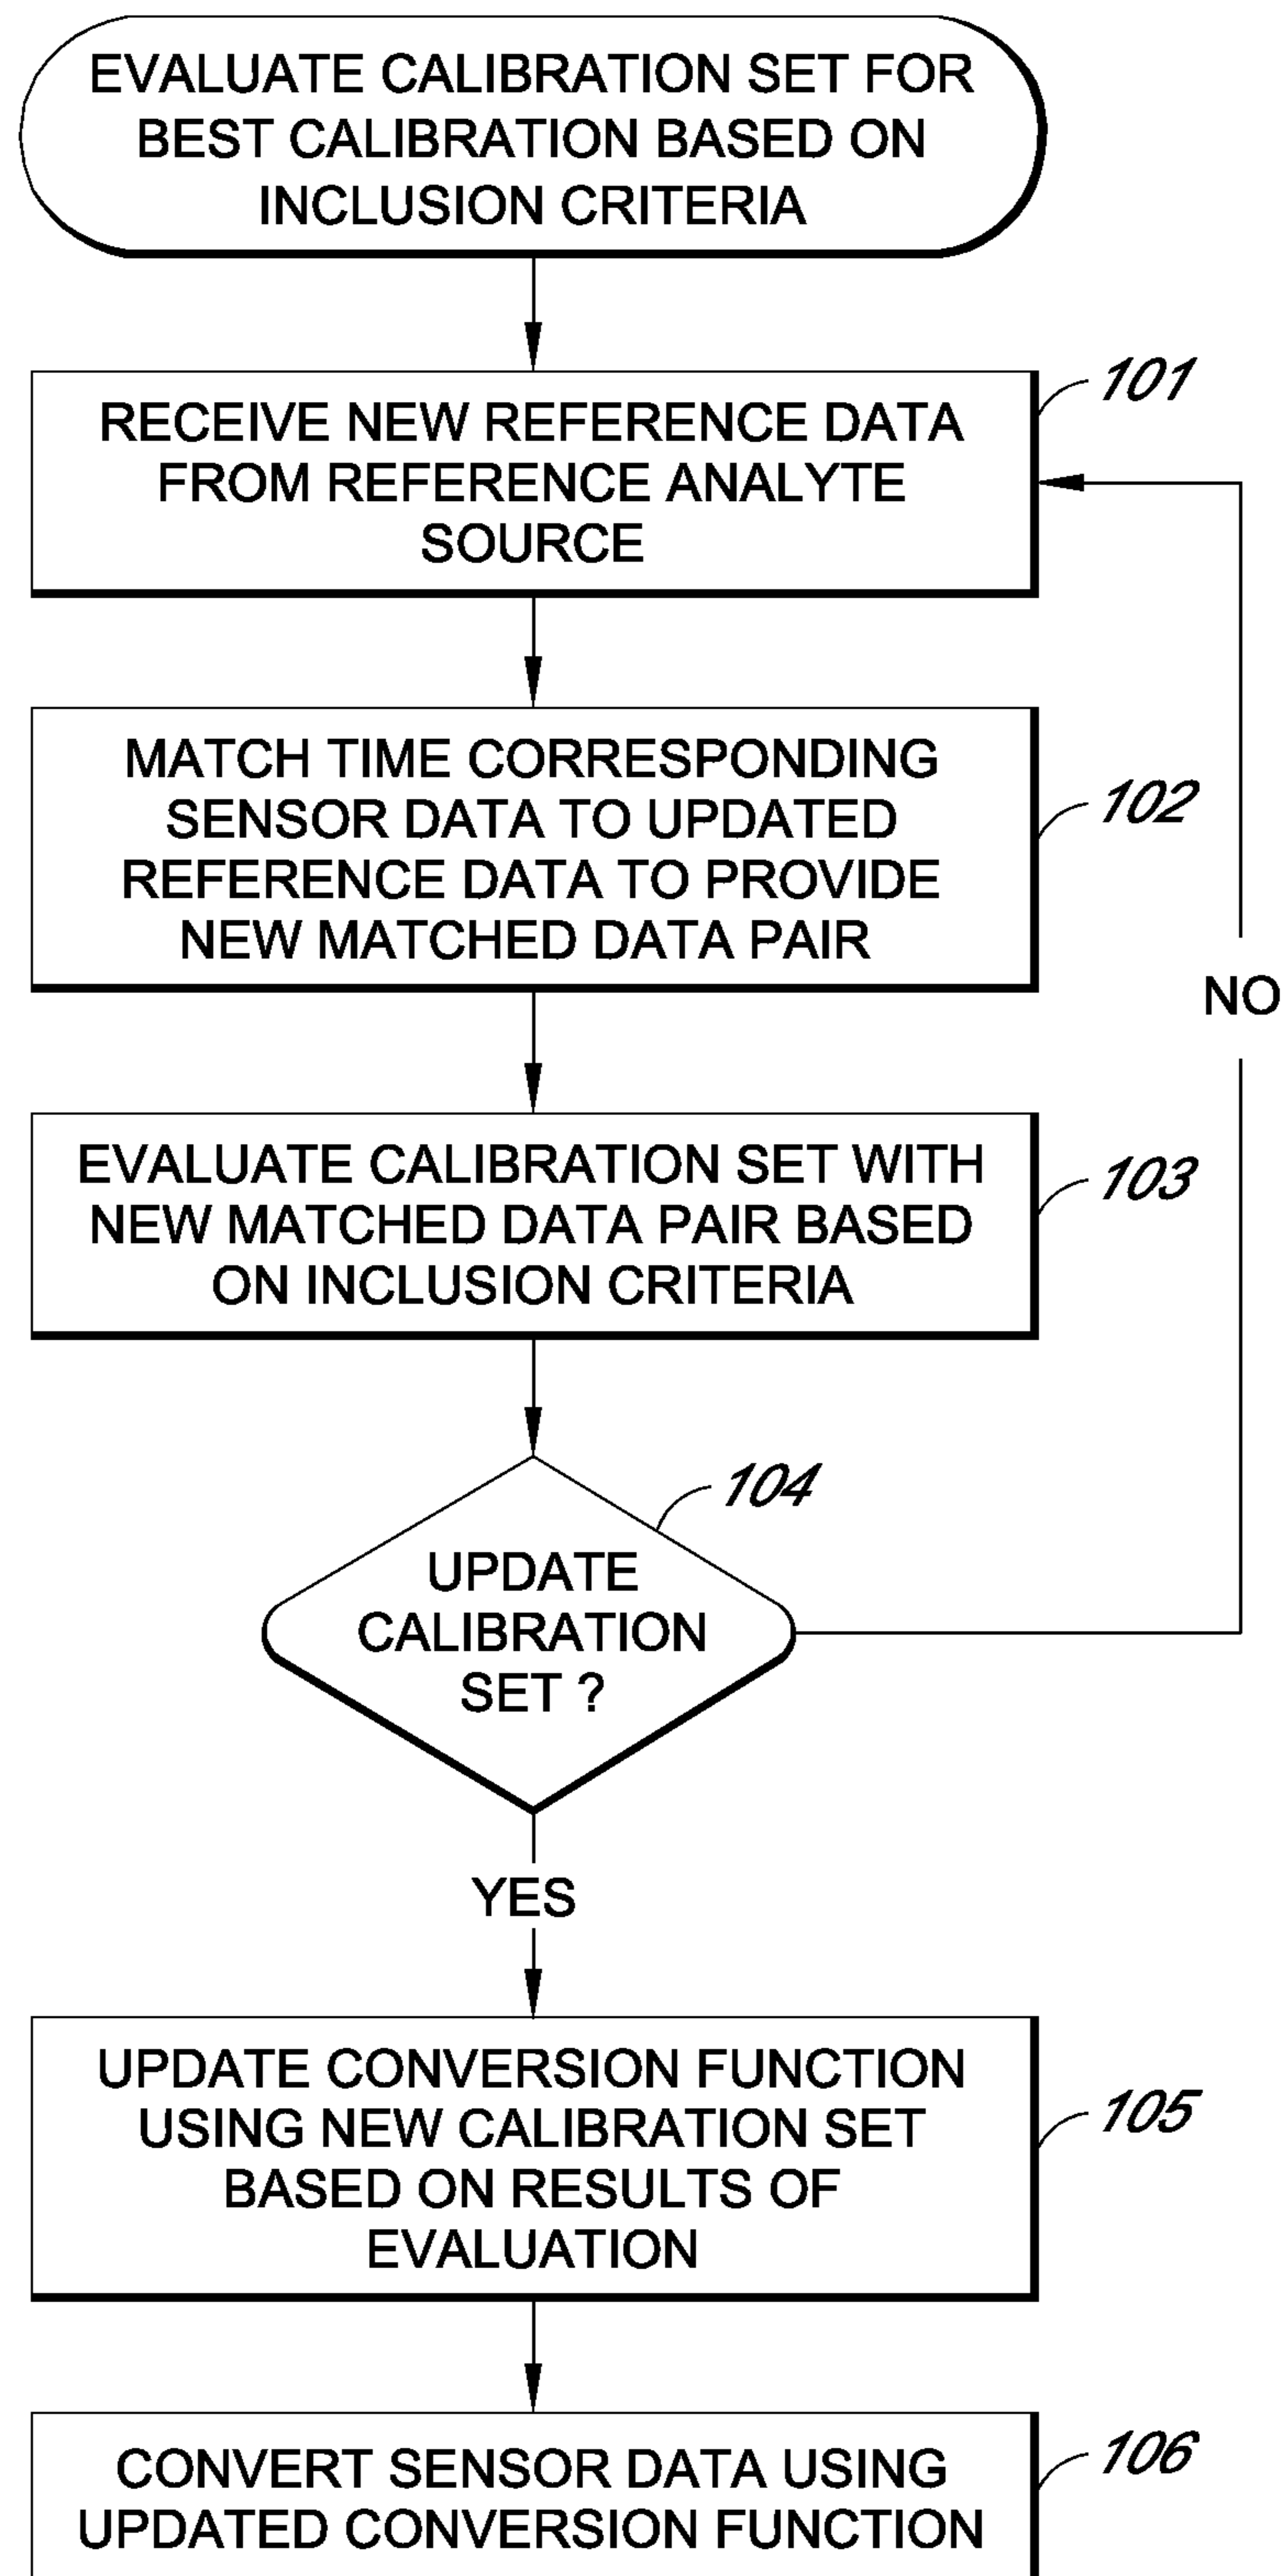 EVALUATE CALIBRATION SET FOR
BEST CALIBRATION BASED ON
INCLUSION CRITERIA
101
RECEIVE NEW REFERENCE DATA
FROM REFERENCE ANALYTE
SOURCE
102
MATCH TIME CORRESPONDING
SENSOR DATA TO UPDATED
REFERENCE DATA TO PROVIDE
NEW MATCHED DATA PAIR
NO
103
EVALUATE CALIBRATION SET WITH
NEW MATCHED DATA PAIR BASED
ON INCLUSION CRITERIA
104
UPDATE
CALIBRATION
SET ?
YES
105
UPDATE CONVERSION FUNCTION
USING NEW CALIBRATION SET
BASED ON RESULTS OF
EVALUATION
106
CONVERT SENSOR DATA USING
UPDATED CONVERSION FUNCTION